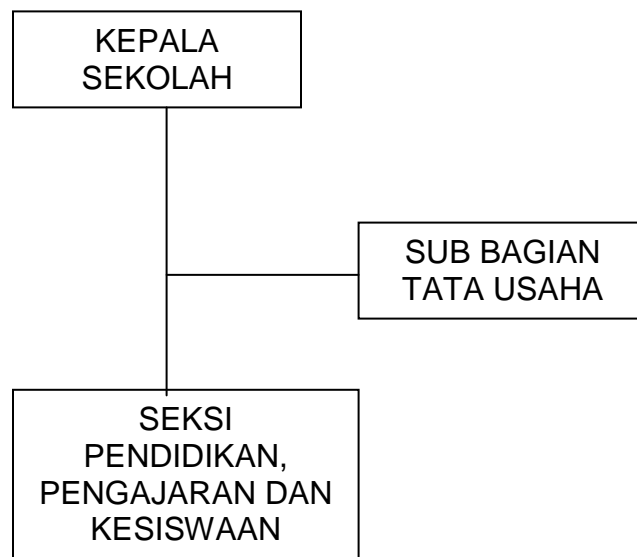 KEPALA
SEKOLAH
SUB BAGIAN
TATA USAHA
SEKSI
PENDIDIKAN,
PENGAJARAN DAN
KESISWAAN